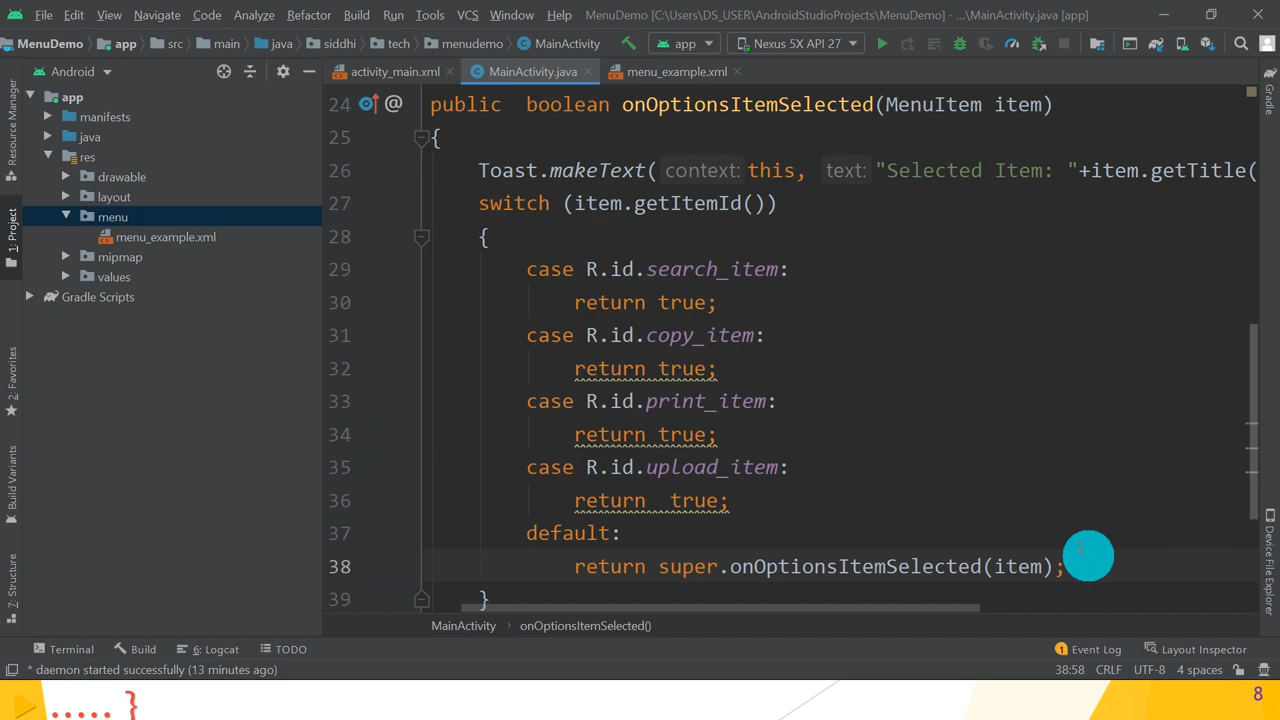 File Edit View Navigate Code Analyze Refactor Build Run Tools VCS Window Help MenuDemo [C:\Users\DS_USER\AndroidStudioProjects\MenuDemo] - ...\MainActivity.java [app]
MenuDemo app src main java siddhi tech menudemo MainActivity app Nexus 5X API 27
Android activity_main.xml MainActivity.java menu_example.xml
app
manifests
java
res
drawable
layout
menu
menu_example.xml
mipmap
values
Gradle Scripts
Resource Manager
1: Project
2: Favorites
Build Variants
7: Structure
24 public boolean onOptionsItemSelected(MenuItem item)
25 {
26 Toast.makeText( context: this, text: "Selected Item: "+item.getTitle(
27 switch (item.getItemId())
28 {
29 case R.id.search_item:
30 return true;
31 case R.id.copy_item:
32 return true;
33 case R.id.print_item:
34 return true;
35 case R.id.upload_item:
36 return true;
37 default:
38 return super.onOptionsItemSelected(item);
39 }
Gradle
Device File Explorer
MainActivity › onOptionsItemSelected()
Terminal Build 6: Logcat TODO 1 Event Log Layout Inspector
* daemon started successfully (13 minutes ago) 38:58 CRLF UTF-8 4 spaces
..... } 8